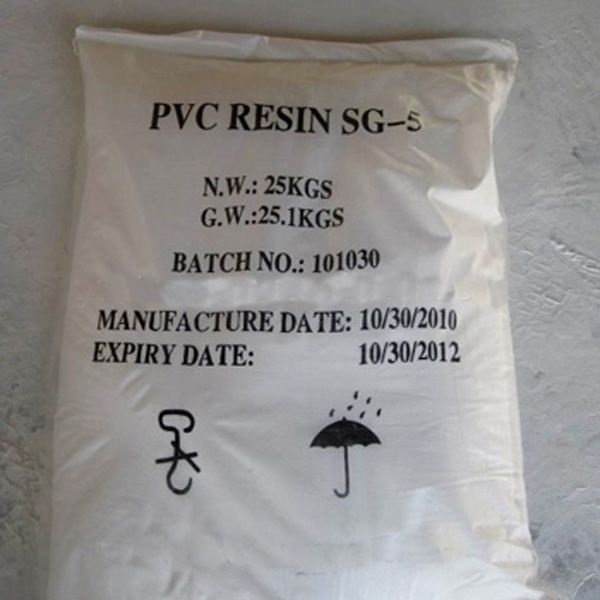 PVC RESIN SG-5
N.W.: 25KGS
G.W.:25.1KGS
BATCH NO.: 101030
MANUFACTURE DATE: 10/30/2010
EXPIRY DATE: 10/30/2012